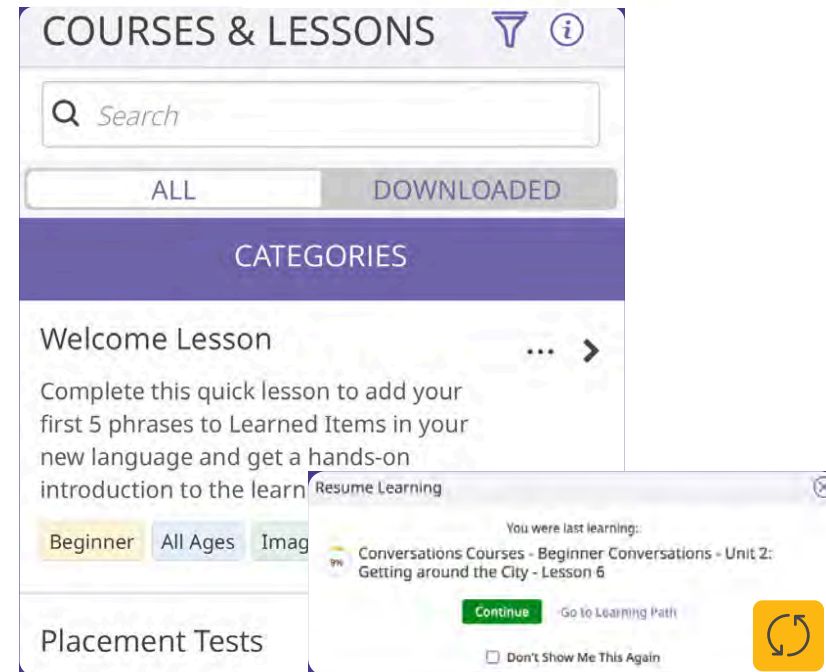 COURSES & LESSONS
Search
ALL
DOWNLOADED
CATEGORIES
Welcome Lesson
Complete this quick lesson to add your
first 5 phrases to Learned Items in your
new language and get a hands-on
introduction to the learn
Beginner
All Ages
Imag
Placement Tests
Resume Learning
You were last learning:
9%
Conversations Courses - Beginner Conversations - Unit 2:
Getting around the City - Lesson 6
Continue
Go to Learning Path
Don't Show Me This Again